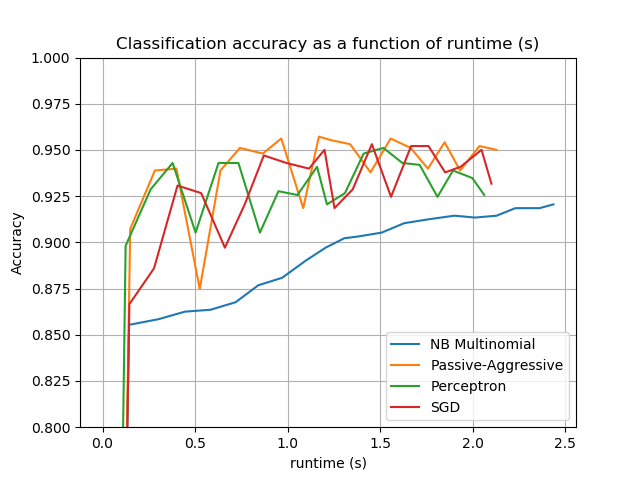 Classification accuracy as a function of runtime (s)
1.000
0.975
0.950
0.925
0.900
0.875
0.850
0.825
0.800
Accuracy
NB Multinomial
Passive-Aggressive
Perceptron
SGD
0.0 0.5 1.0 1.5 2.0 2.5
runtime (s)